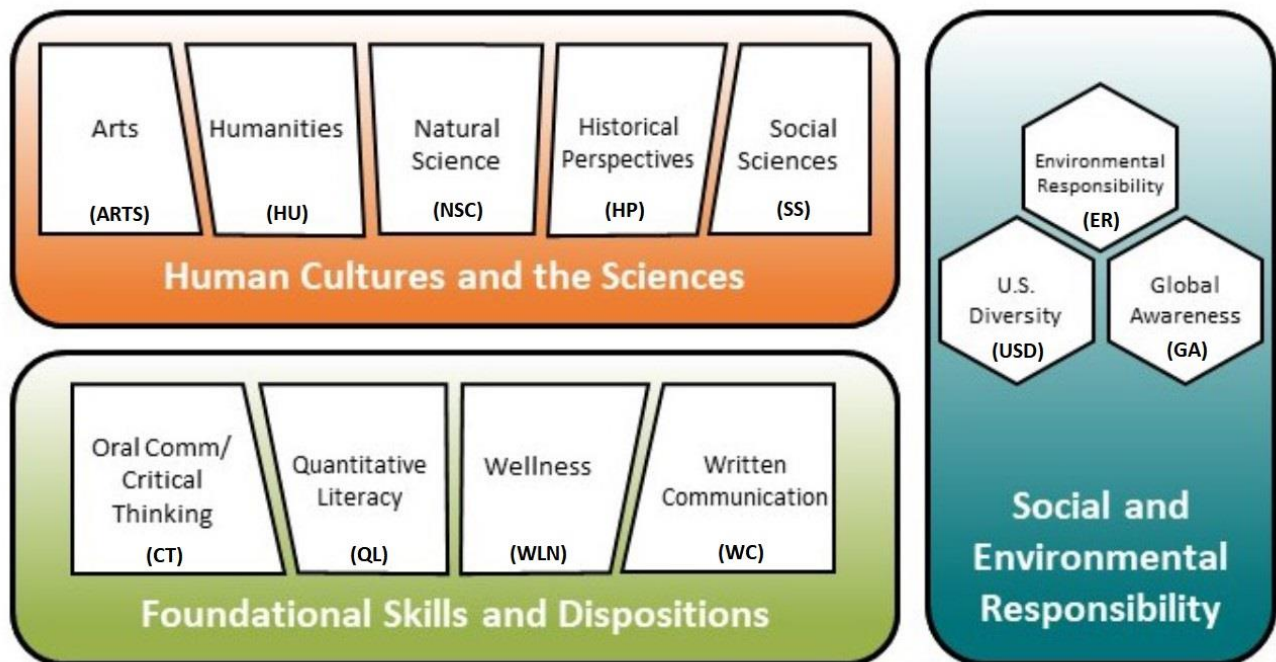 Arts
(ARTS)
Humanities
(HU)
Natural
Science
(NSC)
Historical
Perspectives
(HP)
Social
Sciences
(SS)
Human Cultures and the Sciences
Oral Comm/
Critical
Thinking
(CT)
Quantitative
Literacy
(QL)
Wellness
(WLN)
Written
Communication
(WC)
Foundational Skills and Dispositions
Environmental
Responsibility
(ER)
U.S.
Diversity
(USD)
Global
Awareness
(GA)
Social and
Environmental
Responsibility